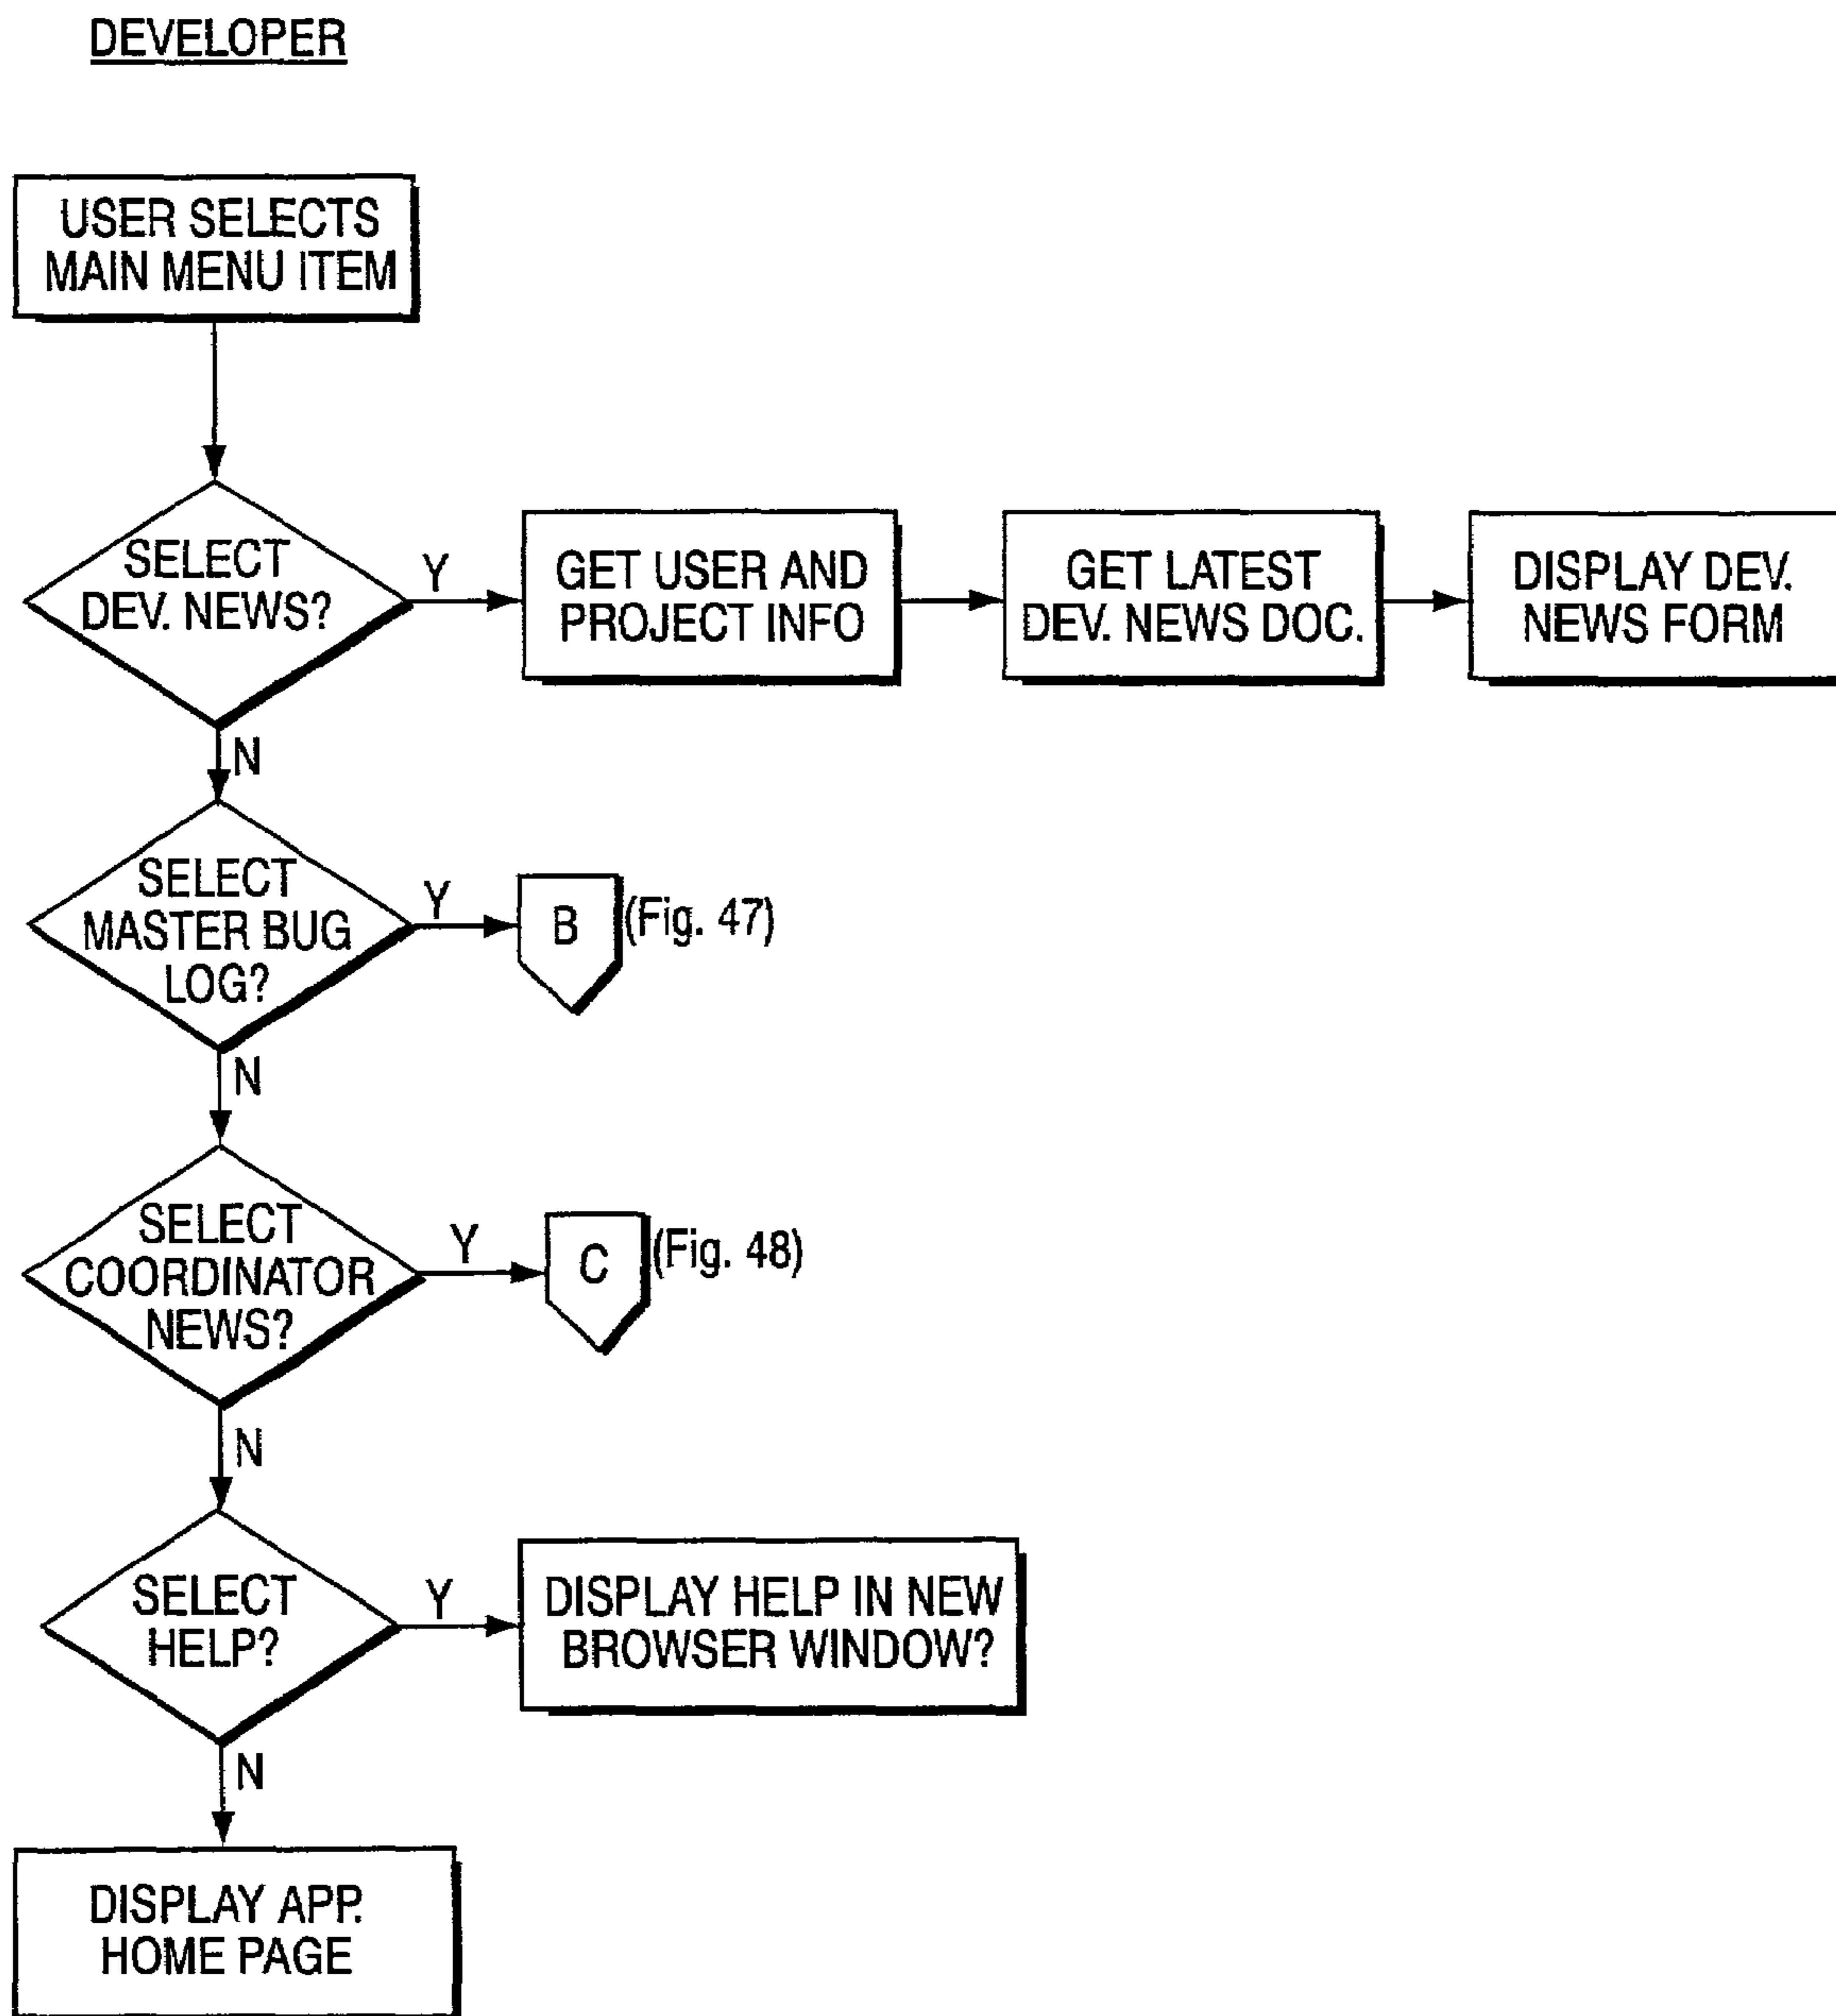 DEVELOPER
USER SELECTS
MAIN MENU ITEM
SELECT
DEV. NEWS?
Y
GET USER AND
PROJECT INFO
GET LATEST
DEV. NEWS DOC.
DISPLAY DEV.
NEWS FORM
N
SELECT
MASTER BUG
LOG?
Y
B
(Fig. 47)
N
SELECT
COORDINATOR
NEWS?
Y
C
(Fig. 48)
N
SELECT
HELP?
Y
DISPLAY HELP IN NEW
BROWSER WINDOW?
N
DISPLAY APP.
HOME PAGE